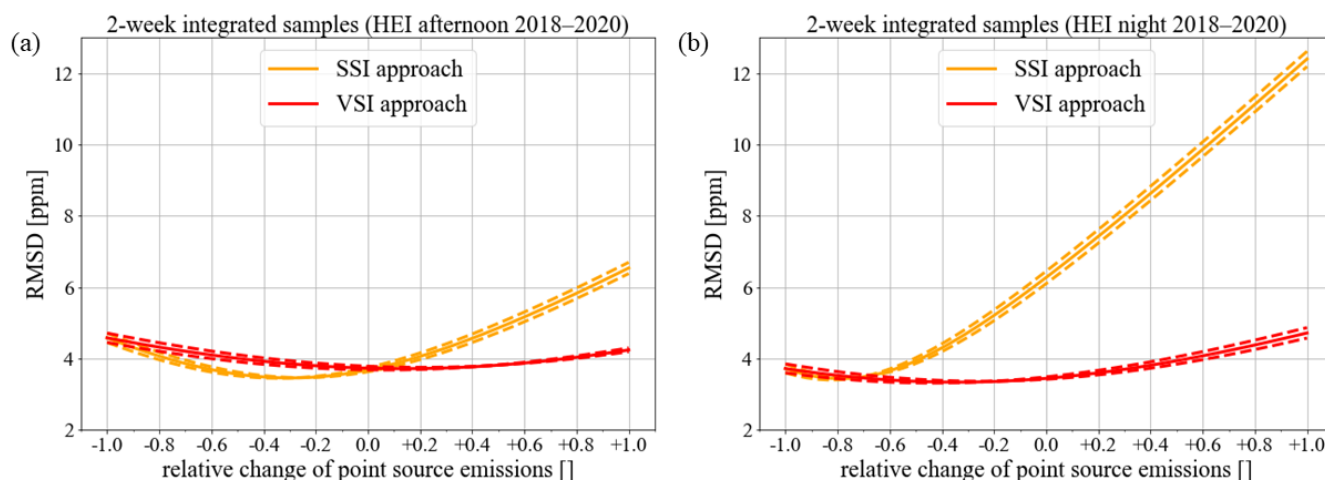 (a)
2-week integrated samples (HEI afternoon 2018–2020)
SSI approach
VSI approach
RMSD [ppm]
12
10
8
6
4
2
-1.0 -0.8 -0.6 -0.4 -0.2 0.0 +0.2 +0.4 +0.6 +0.8 +1.0
relative change of point source emissions []
(b)
2-week integrated samples (HEI night 2018–2020)
SSI approach
VSI approach
RMSD [ppm]
12
10
8
6
4
2
-1.0 -0.8 -0.6 -0.4 -0.2 0.0 +0.2 +0.4 +0.6 +0.8 +1.0
relative change of point source emissions []